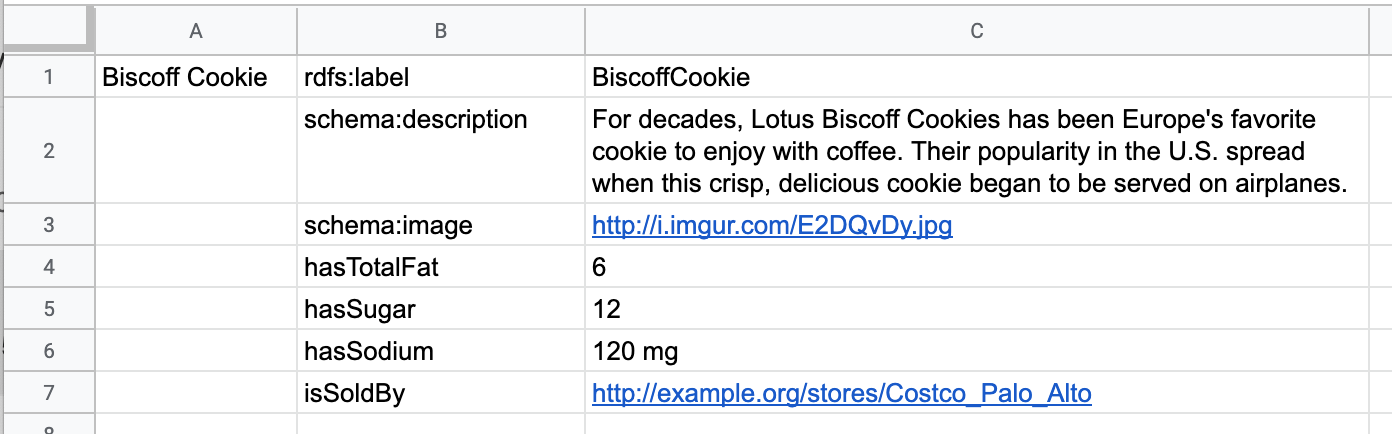 A B C
1 Biscoff Cookie rdfs:label BiscoffCookie
2 schema:description For decades, Lotus Biscoff Cookies has been Europe's favorite
cookie to enjoy with coffee. Their popularity in the U.S. spread
when this crisp, delicious cookie began to be served on airplanes.
3 schema:image http://i.imgur.com/E2DQvDy.jpg
4 hasTotalFat 6
5 hasSugar 12
6 hasSodium 120 mg
7 isSoldBy http://example.org/stores/Costco_Palo_Alto
8